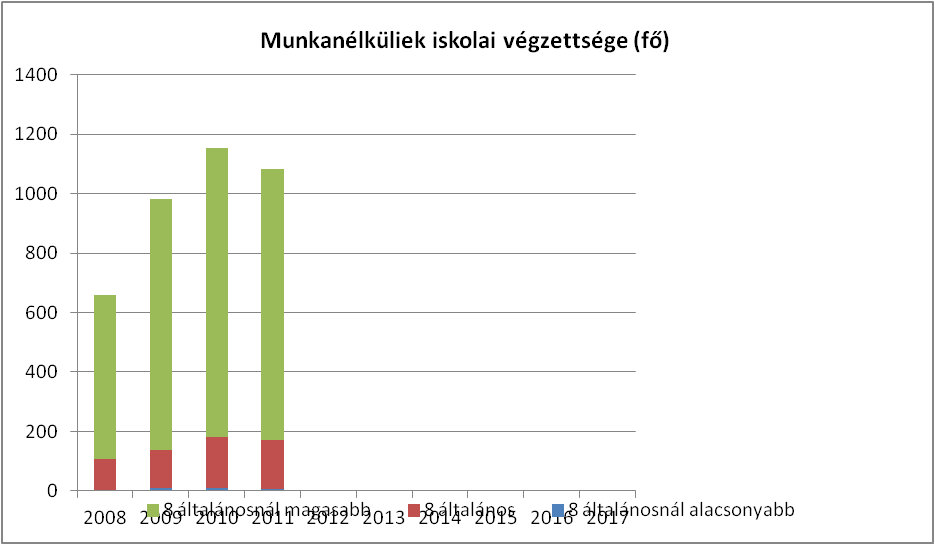 Munkanélküliek iskolai végzettsége (fő)
1400
1200
1000
800
600
400
200
0
2008 2009 2010 2011 2012 2013 2014 2015 2016 2017
8 általánosnál magasabb 8 általános 8 általánosnál alacsonyabb